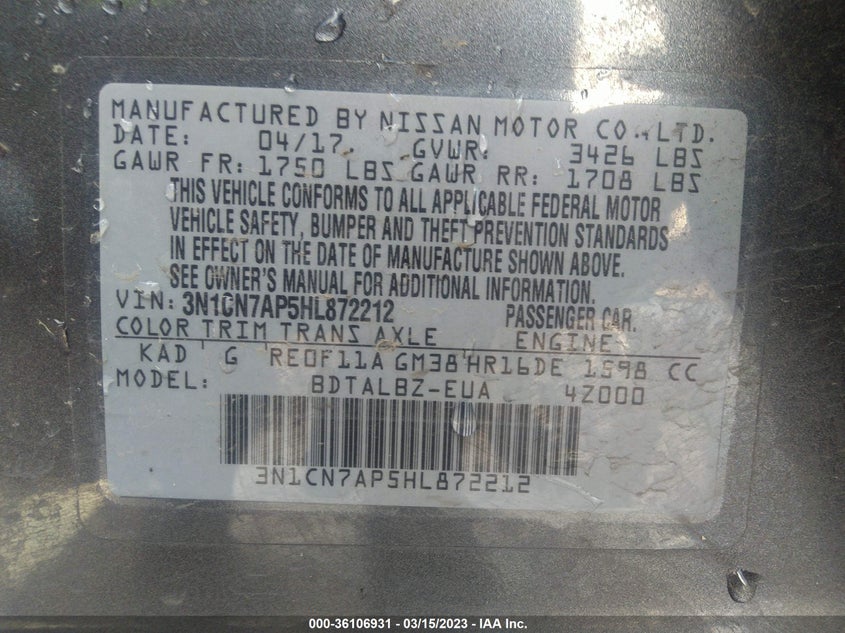 MANUFACTURED BY NISSAN MOTOR CO.,LTD.
DATE: 04/17. GVWR: 3426 LBS
GAWR FR: 1750 LBS GAWR RR: 1708 LBS
THIS VEHICLE CONFORMS TO ALL APPLICABLE FEDERAL MOTOR
VEHICLE SAFETY, BUMPER AND THEFT PREVENTION STANDARDS
IN EFFECT ON THE DATE OF MANUFACTURE SHOWN ABOVE.
SEE OWNER'S MANUAL FOR ADDITIONAL INFORMATION.
VIN: 3N1CN7AP5HL872212 PASSENGER CAR.
COLOR TRIM TRANS AXLE ENGINE
KAD G RE0F11A GM38 HR16DE 1598 CC
MODEL: BDTALBZ-EUA 4Z000
3N1CN7AP5HL872212
000-36106931 - 03/15/2023 - IAA Inc.